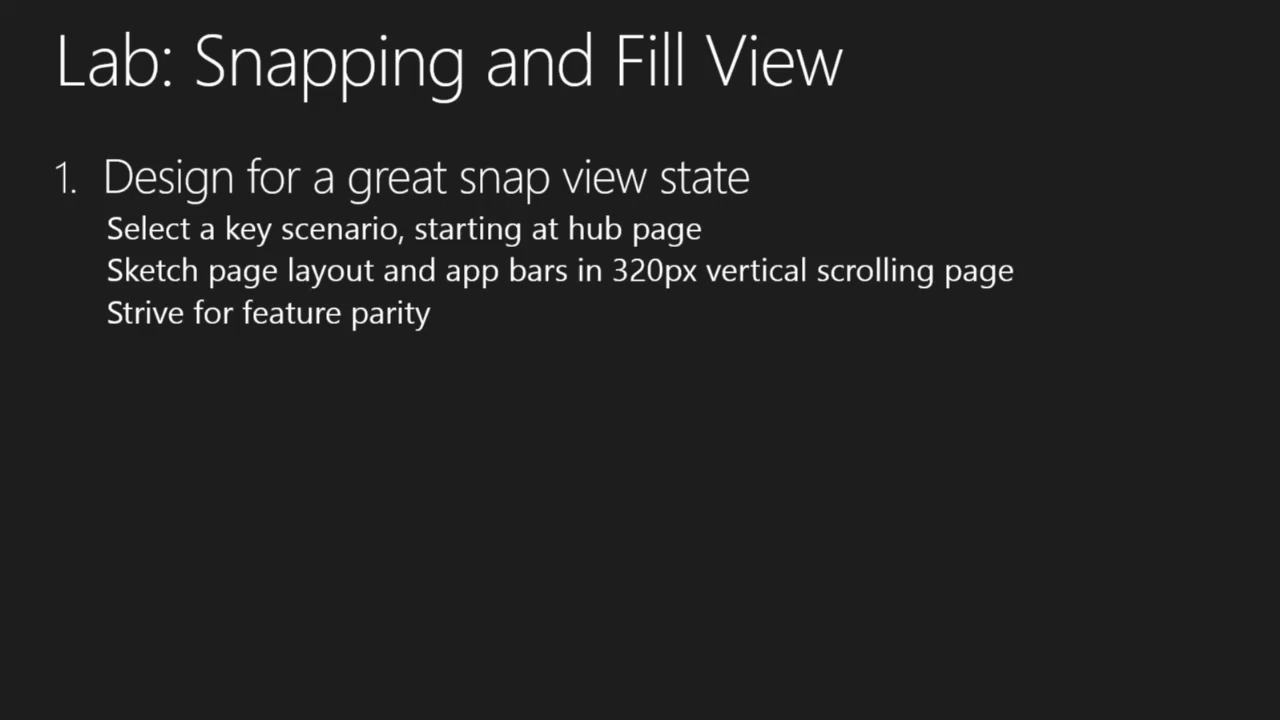 Lab: Snapping and Fill View
1. Design for a great snap view state
Select a key scenario, starting at hub page
Sketch page layout and app bars in 320px vertical scrolling page
Strive for feature parity